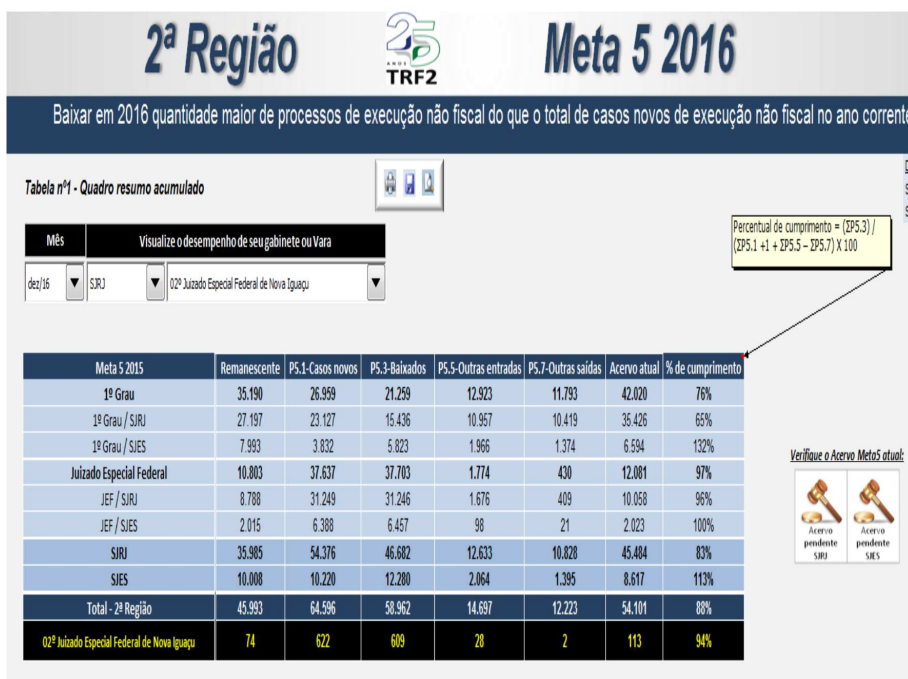 2ª Região
25
ANOS
TRF2
Meta 5 2016
Baixar em 2016 quantidade maior de processos de execução não fiscal do que o total de casos novos de execução não fiscal no ano corrente
Tabela nº1 - Quadro resumo acumulado
Mês Visualize o desempenho de seu gabinete ou Vara
dez/16 SJRJ 02º Juizado Especial Federal de Nova Iguaçu
Percentual de cumprimento = (ΣP5.3) /
(ΣP5.1 +1 + ΣP5.5 – ΣP5.7) X 100
Meta 5 2015 Remanescente P5.1-Casos novos P5.3-Baixados P5.5-Outras entradas P5.7-Outras saídas Acervo atual % de cumprimento
1º Grau 35.190 26.959 21.259 12.923 11.793 42.020 76%
1º Grau / SJRJ 27.197 23.127 15.436 10.957 10.419 35.426 65%
1º Grau / SJES 7.993 3.832 5.823 1.966 1.374 6.594 132%
Juizado Especial Federal 10.803 37.637 37.703 1.774 430 12.081 97%
JEF / SJRJ 8.788 31.249 31.246 1.676 409 10.058 96%
JEF / SJES 2.015 6.388 6.457 98 21 2.023 100%
SJRJ 35.985 54.376 46.682 12.633 10.828 45.484 83%
SJES 10.008 10.220 12.280 2.064 1.395 8.617 113%
Total - 2ª Região 45.993 64.596 58.962 14.697 12.223 54.101 88%
02º Juizado Especial Federal de Nova Iguaçu 74 622 609 28 2 113 94%
Verifique o Acervo Meta5 atual:
Acervo pendente SJRJ
Acervo pendente SJES